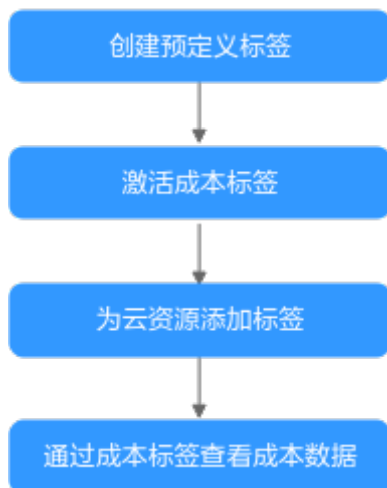 创建预定义标签
激活成本标签
为云资源添加标签
通过成本标签查看成本数据